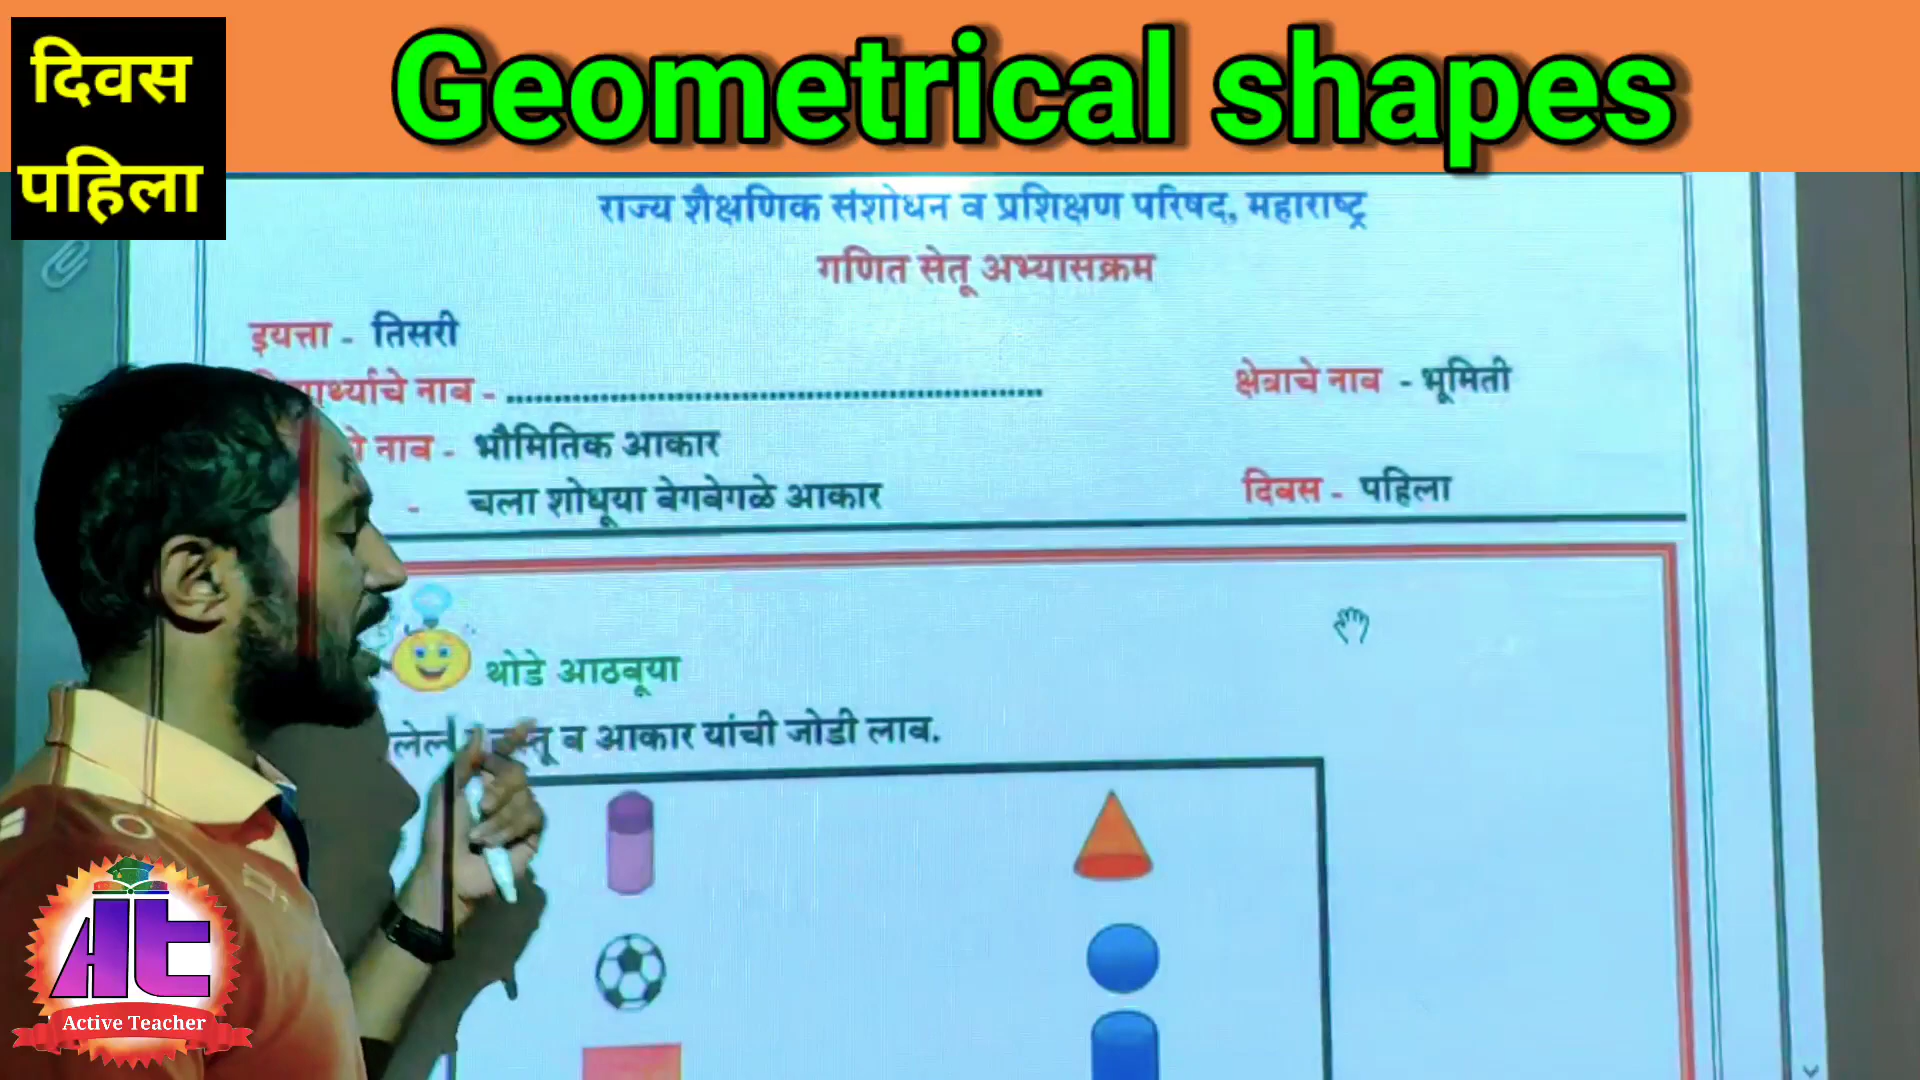 दिवस
पहिला
Geometrical shapes
राज्य शैक्षणिक संशोधन व प्रशिक्षण परिषद, महाराष्ट्र
गणित सेतू अभ्यासक्रम
इयत्ता - तिसरी
नाव - ........................................
क्षेत्राचे नाव - भूमिती
नाव - भौमितिक आकार
- चला शोधूया वेगवेगळे आकार
दिवस - पहिला
थोडे आठवूया
व आकार यांची जोडी लाव.
At
Active Teacher